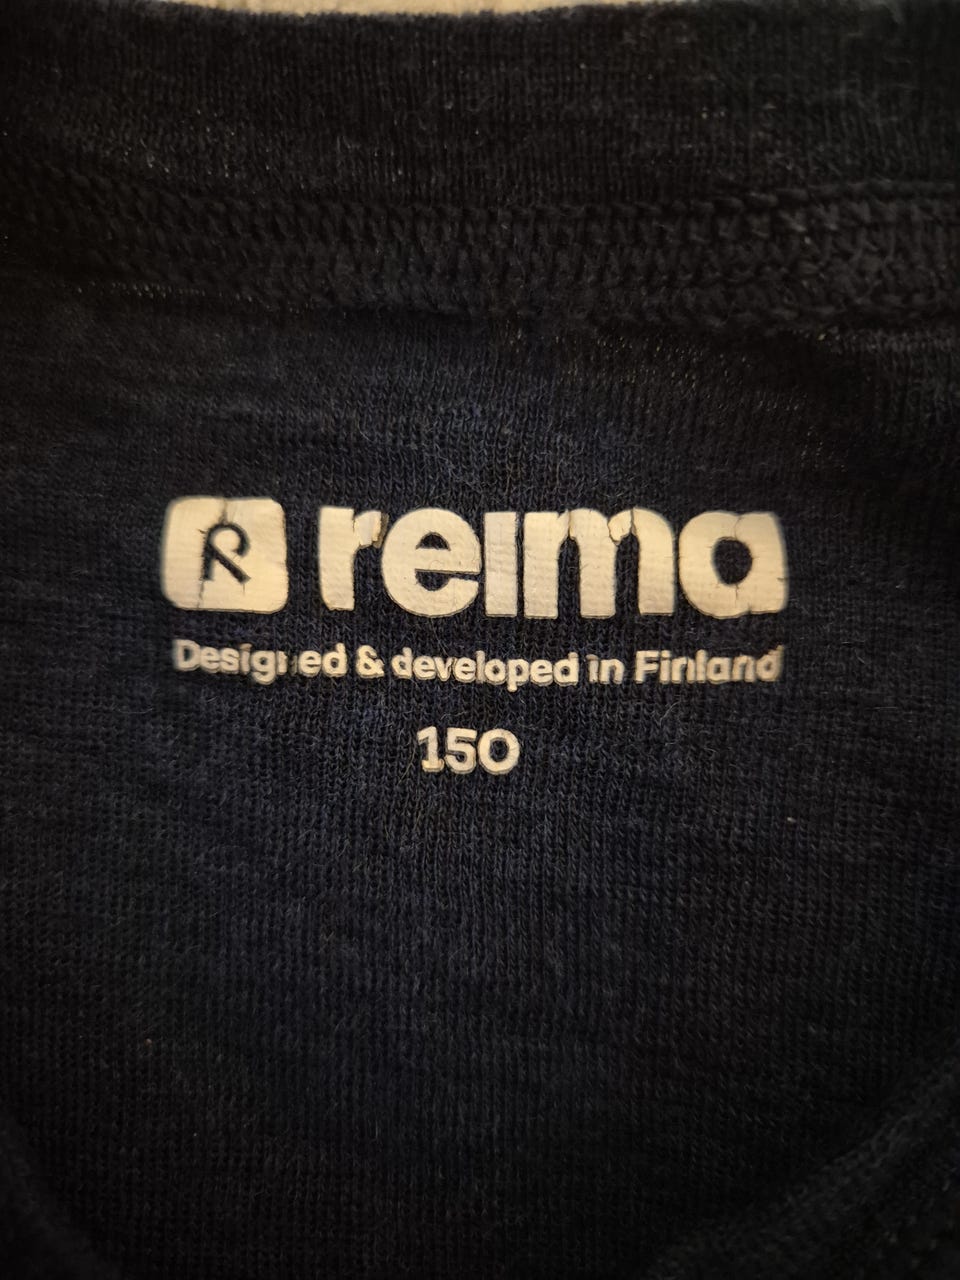 R reima
Designed & developed in Finland
150